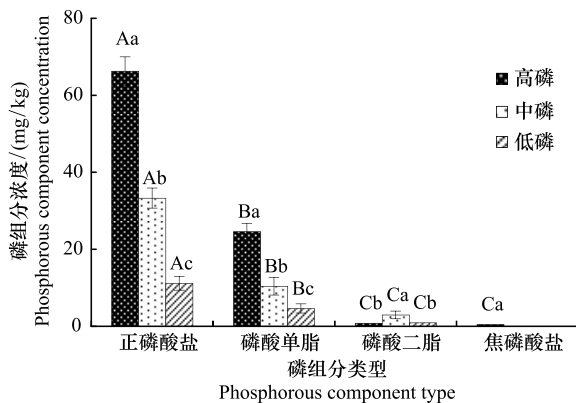 80
60
40
20
0
磷组分浓度/(mg/kg)
Phosphorous component concentration
Aa
Ab
Ac
Ba
Bb
Bc
Cb
Ca
Cb
Ca
高磷
中磷
低磷
正磷酸盐
磷酸单脂
磷酸二脂
焦磷酸盐
磷组分类型
Phosphorous component type